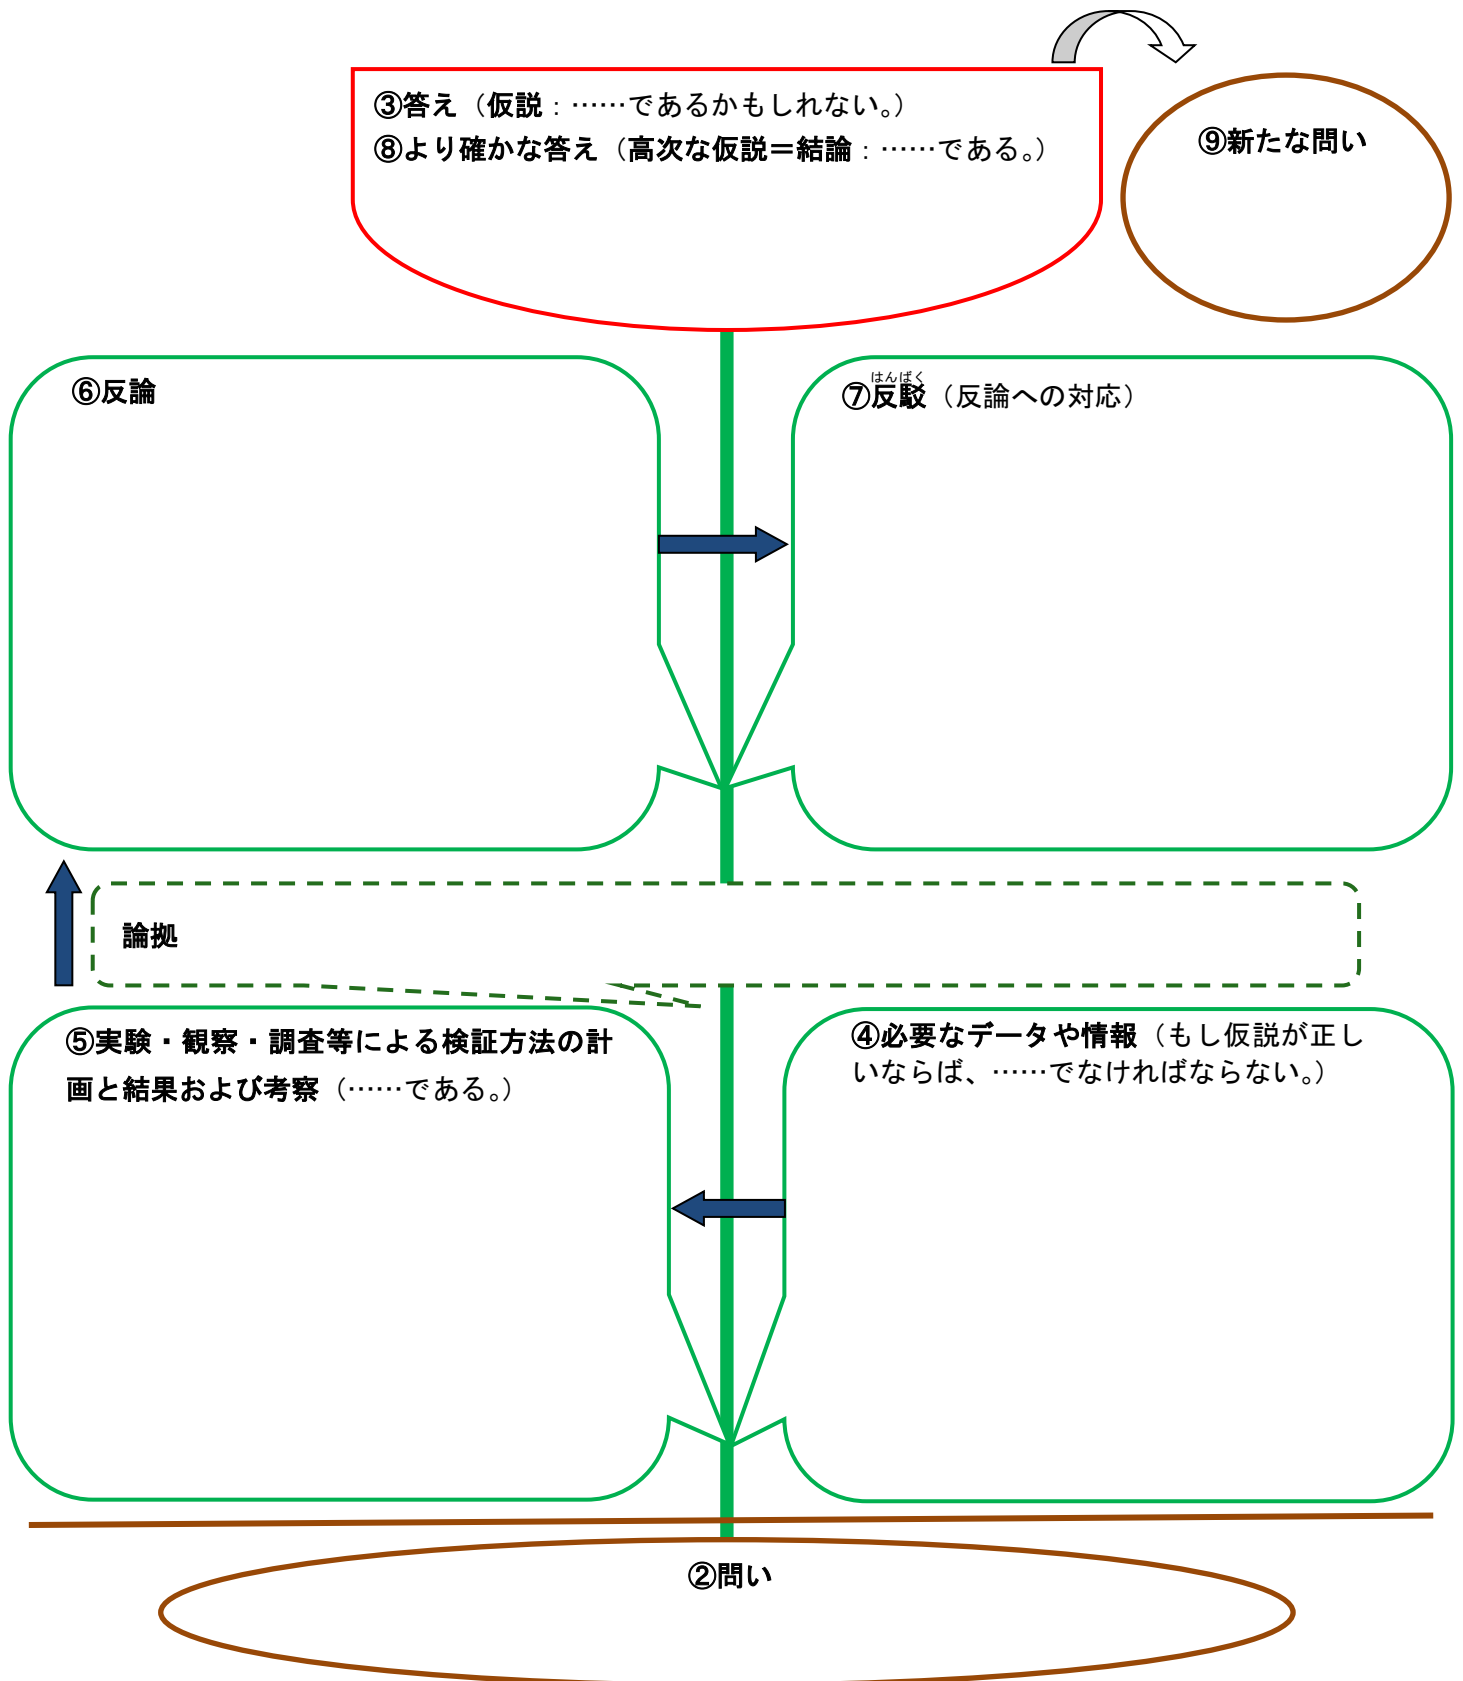 ③答え（仮説：……であるかもしれない。）
⑧より確かな答え（高次な仮説＝結論：……である。）
⑨新たな問い
⑥反論
はんばく
⑦反駁（反論への対応）
論拠
⑤実験・観察・調査等による検証方法の計
画と結果および考察（……である。）
④必要なデータや情報（もし仮説が正し
いならば、……でなければならない。）
②問い